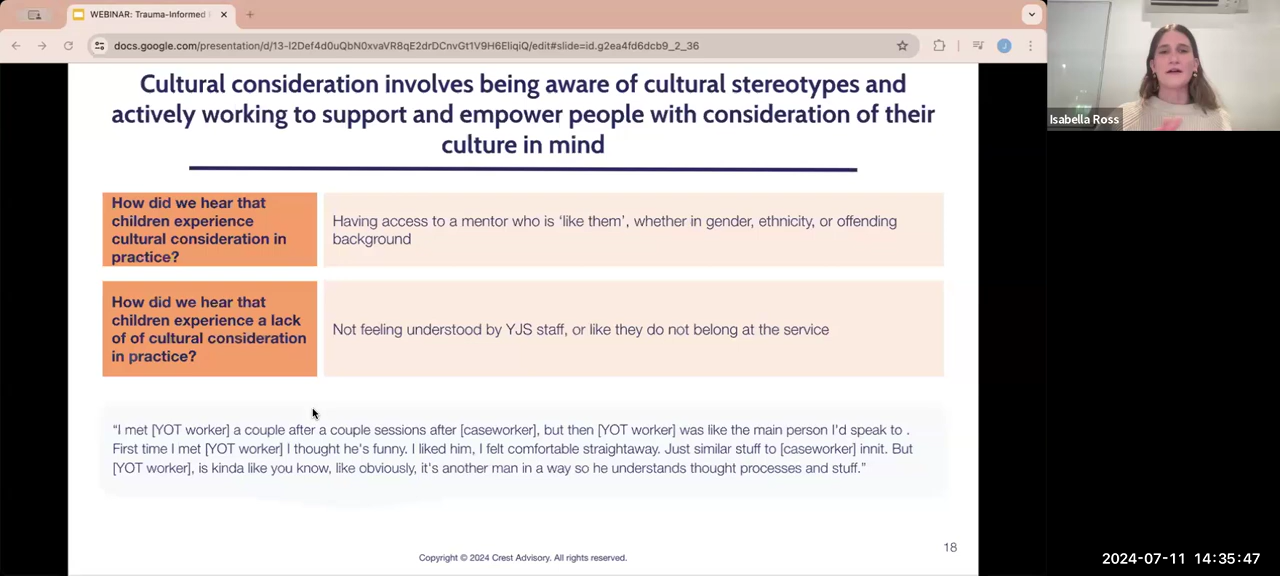 WEBINAR: Trauma-Informed
docs.google.com/presentation/d/13-I2Def4d0uQbN0xvaVR8qE2drDCnvGt1V9H6EIiqiQ/edit#slide=id.g2ea4fd6dcb9_2_36
J
Isabella Ross
Cultural consideration involves being aware of cultural stereotypes and
actively working to support and empower people with consideration of their
culture in mind
How did we hear that
children experience
cultural consideration in
practice?
Having access to a mentor who is ‘like them’, whether in gender, ethnicity, or offending
background
How did we hear that
children experience a lack
of of cultural consideration
in practice?
Not feeling understood by YJS staff, or like they do not belong at the service
“I met [YOT worker] a couple after a couple sessions after [caseworker], but then [YOT worker] was like the main person I'd speak to .
First time I met [YOT worker] I thought he's funny. I liked him, I felt comfortable straightaway. Just similar stuff to [caseworker] innit. But
[YOT worker], is kinda like you know, like obviously, it's another man in a way so he understands thought processes and stuff.”
18
Copyright © 2024 Crest Advisory. All rights reserved.
2024-07-11 14:35:47